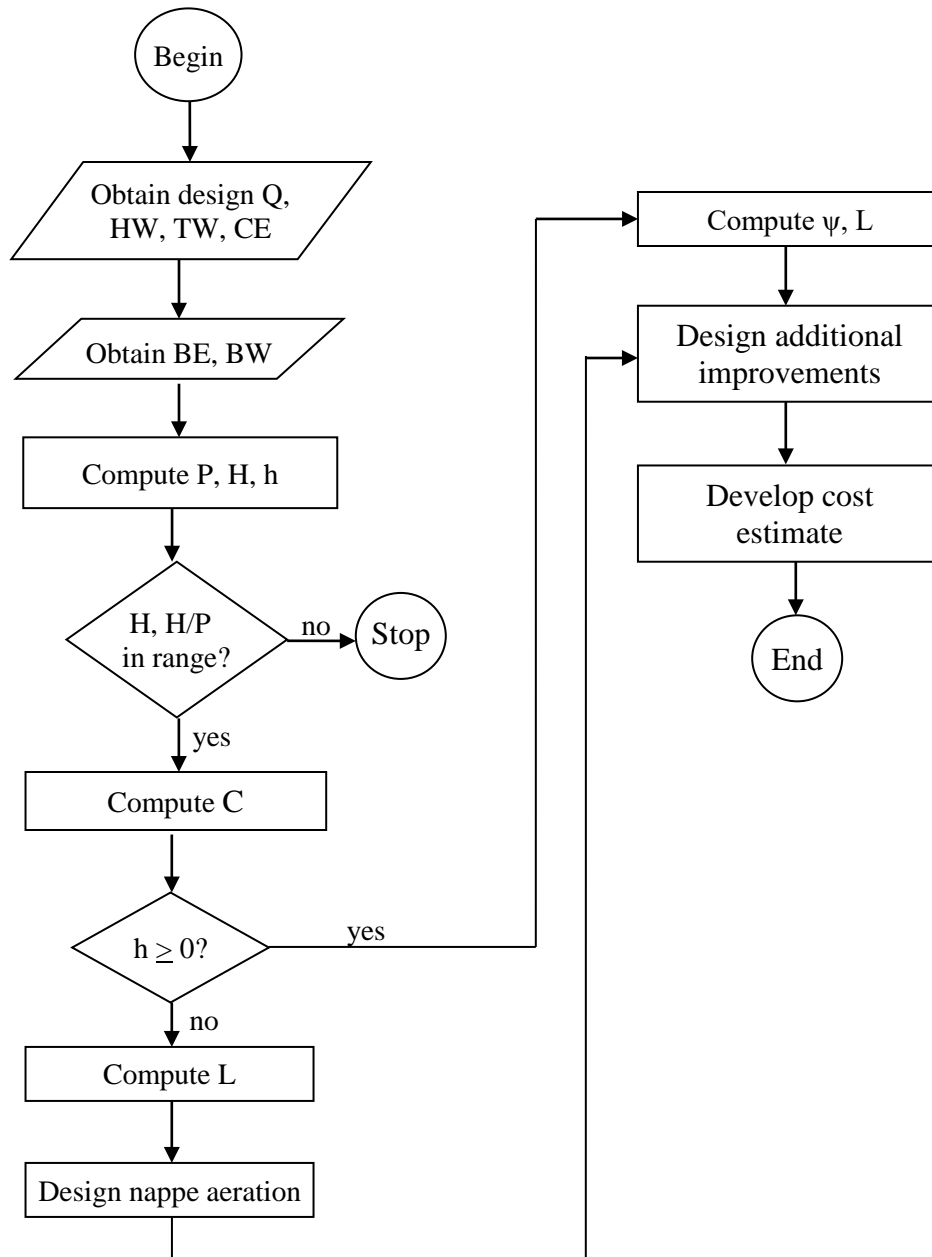 Begin
Obtain design Q,
HW, TW, CE
Obtain BE, BW
Compute P, H, h
H, H/P
in range?
no
Stop
yes
Compute C
h ≥ 0?
yes
no
Compute L
Design nappe aeration
Compute ψ, L
Design additional
improvements
Develop cost
estimate
End